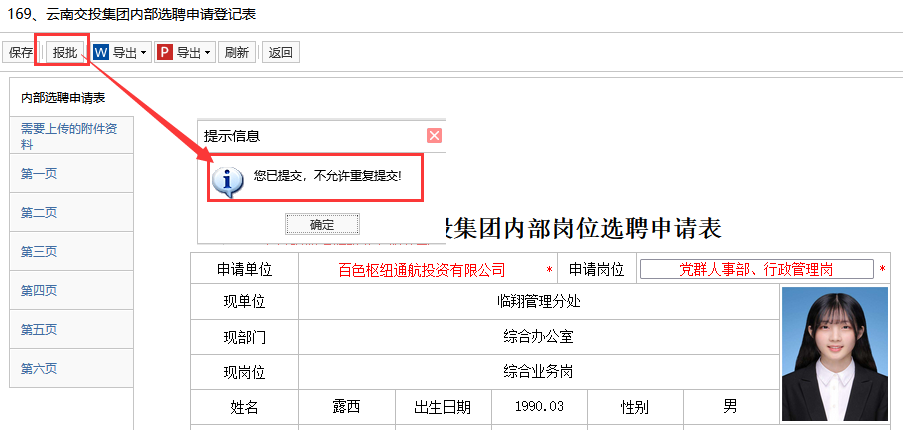 169、云南交投集团内部选聘申请登记表
保存 报批 W 导出 P 导出 刷新 返回
内部选聘申请表
需要上传的附件资
料
第一页
第二页
第三页
第四页
第五页
第六页
提示信息
您已提交，不允许重复提交!
确定
投集团内部岗位选聘申请表
申请单位 百色枢纽通航投资有限公司 * 申请岗位 党群人事部、行政管理岗 *
现单位 临翔管理分处
现部门 综合办公室
现岗位 综合业务岗
姓名 露西 出生日期 1990.03 性别 男